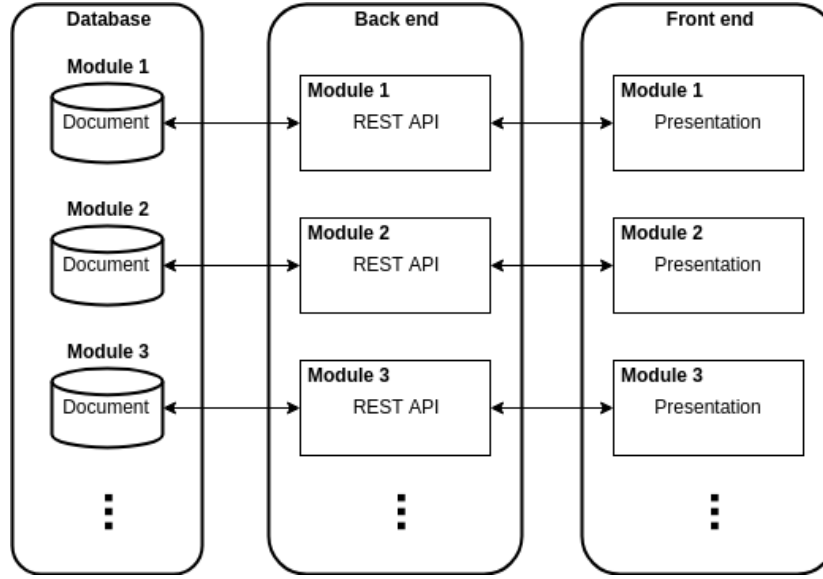 Database
Back end
Front end
Module 1
Document
Module 1
REST API
Module 1
Presentation
Module 2
Document
Module 2
REST API
Module 2
Presentation
Module 3
Document
Module 3
REST API
Module 3
Presentation